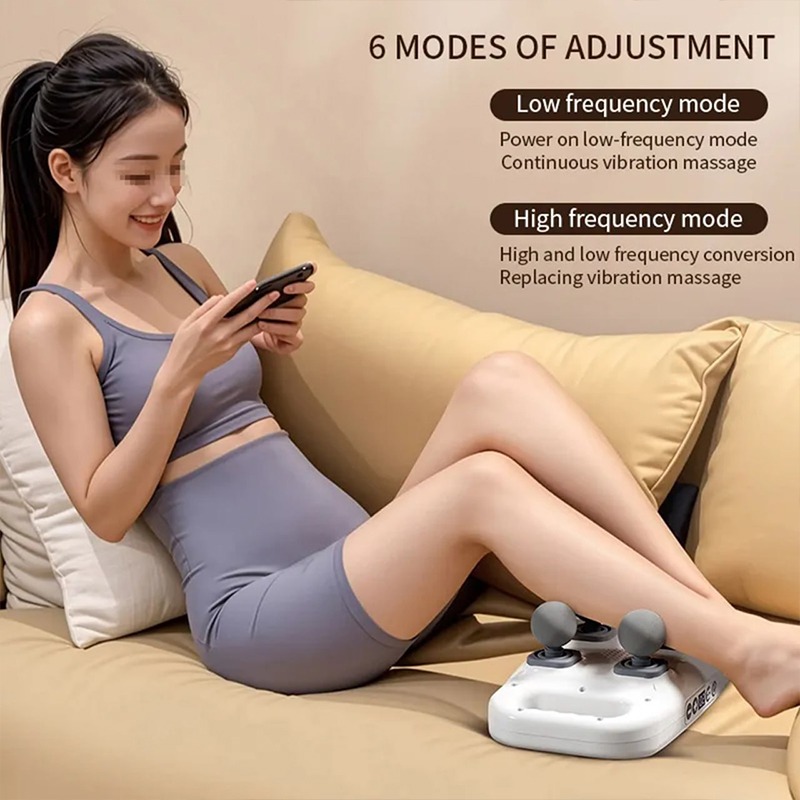 6 MODES OF ADJUSTMENT
Low frequency mode
Power on low-frequency mode
Continuous vibration massage
High frequency mode
High and low frequency conversion
Replacing vibration massage